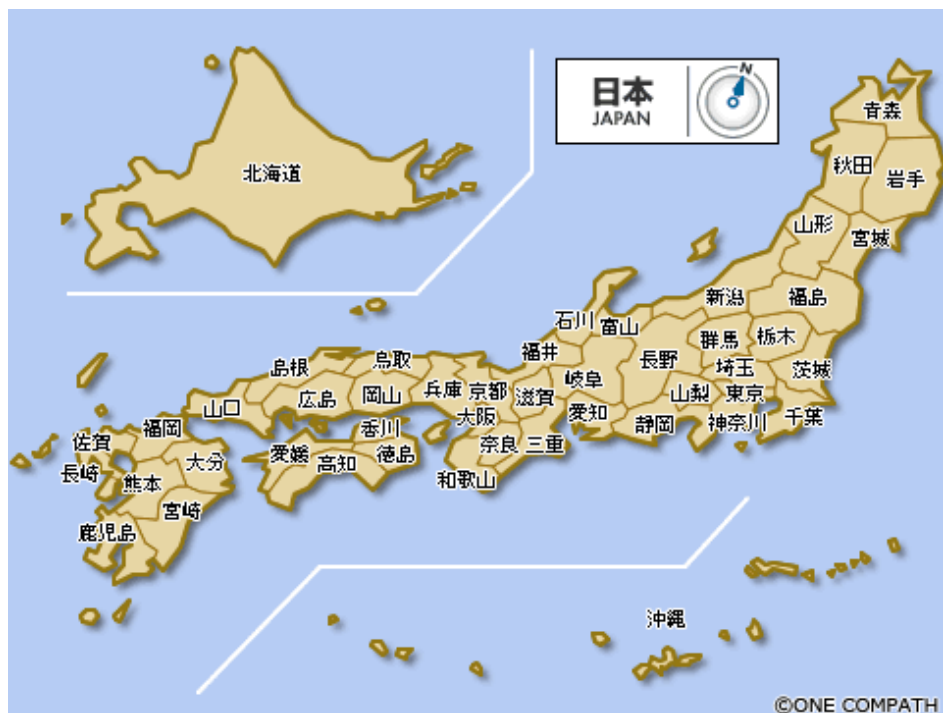 日本
JAPAN
N
北海道
青森
秋田
岩手
山形
宮城
新潟
福島
石川
富山
群馬
栃木
福井
長野
埼玉
茨城
岐阜
山梨
東京
千葉
愛知
静岡
神奈川
島根
鳥取
兵庫
京都
滋賀
山口
広島
岡山
大阪
香川
奈良
三重
和歌山
愛媛
高知
徳島
福岡
佐賀
長崎
大分
熊本
宮崎
鹿児島
沖縄
©ONE COMPATH